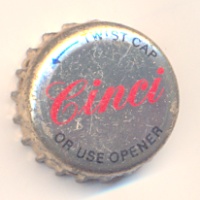 TWIST CAP
Cinci
OR USE OPENER